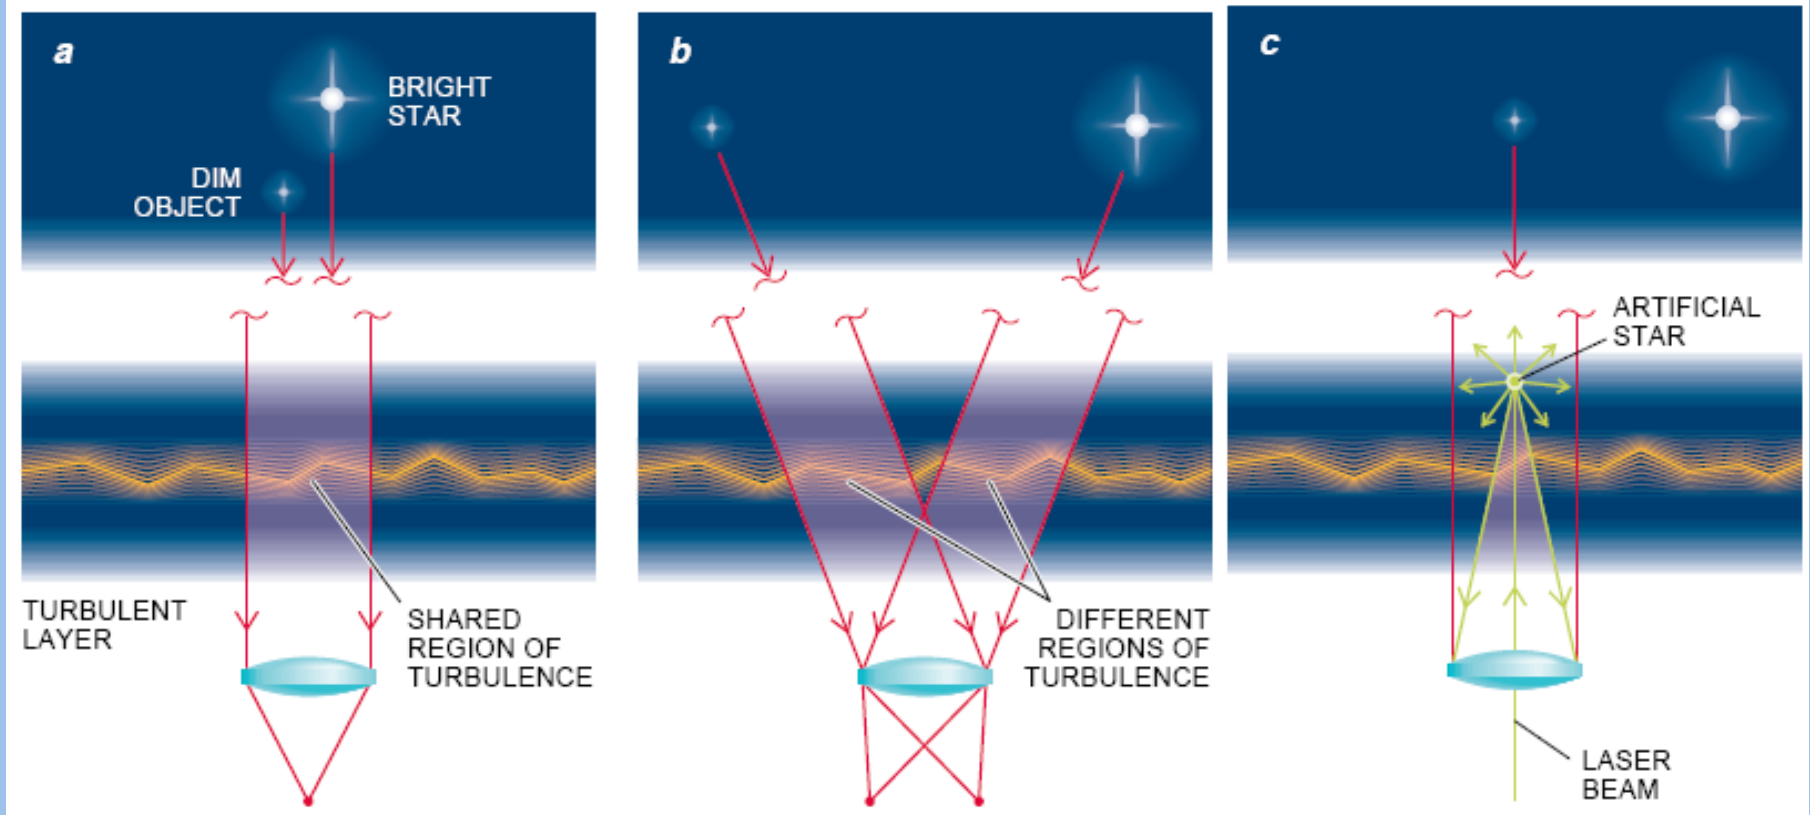 a
BRIGHT
STAR
DIM
OBJECT
TURBULENT
LAYER
SHARED
REGION OF
TURBULENCE
b
DIFFERENT
REGIONS OF
TURBULENCE
c
ARTIFICIAL
STAR
LASER
BEAM